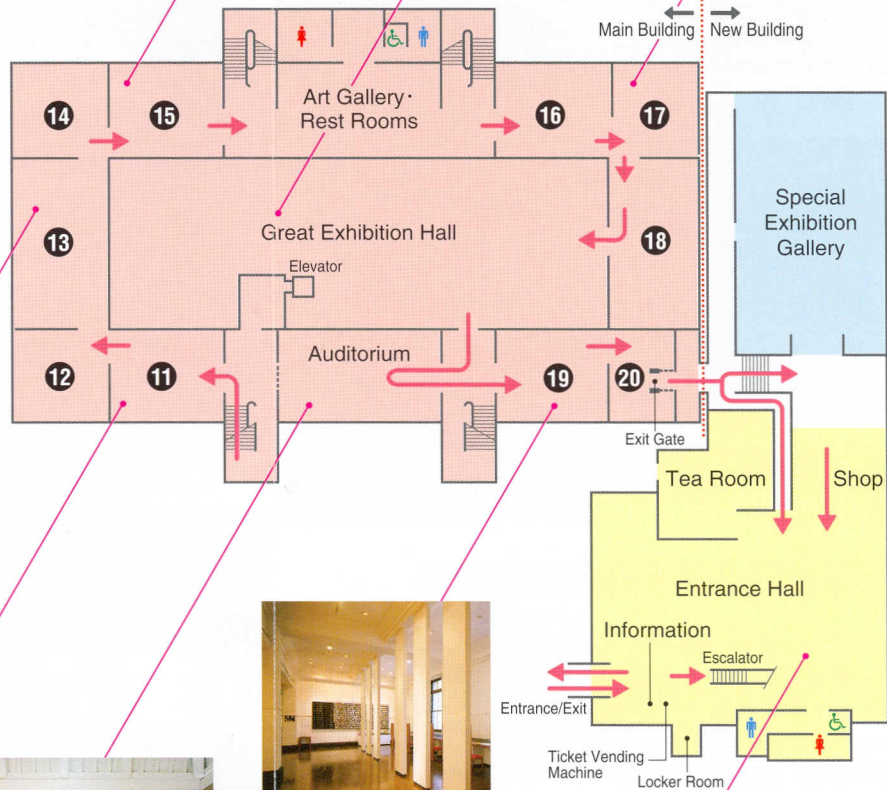 Main Building
New Building
14
15
Art Gallery・
Rest Rooms
16
17
13
Great Exhibition Hall
18
Special
Exhibition
Gallery
Elevator
12
11
Auditorium
19
20
Exit Gate
Tea Room
Shop
Entrance Hall
Information
Escalator
Entrance/Exit
Ticket Vending
Machine
Locker Room